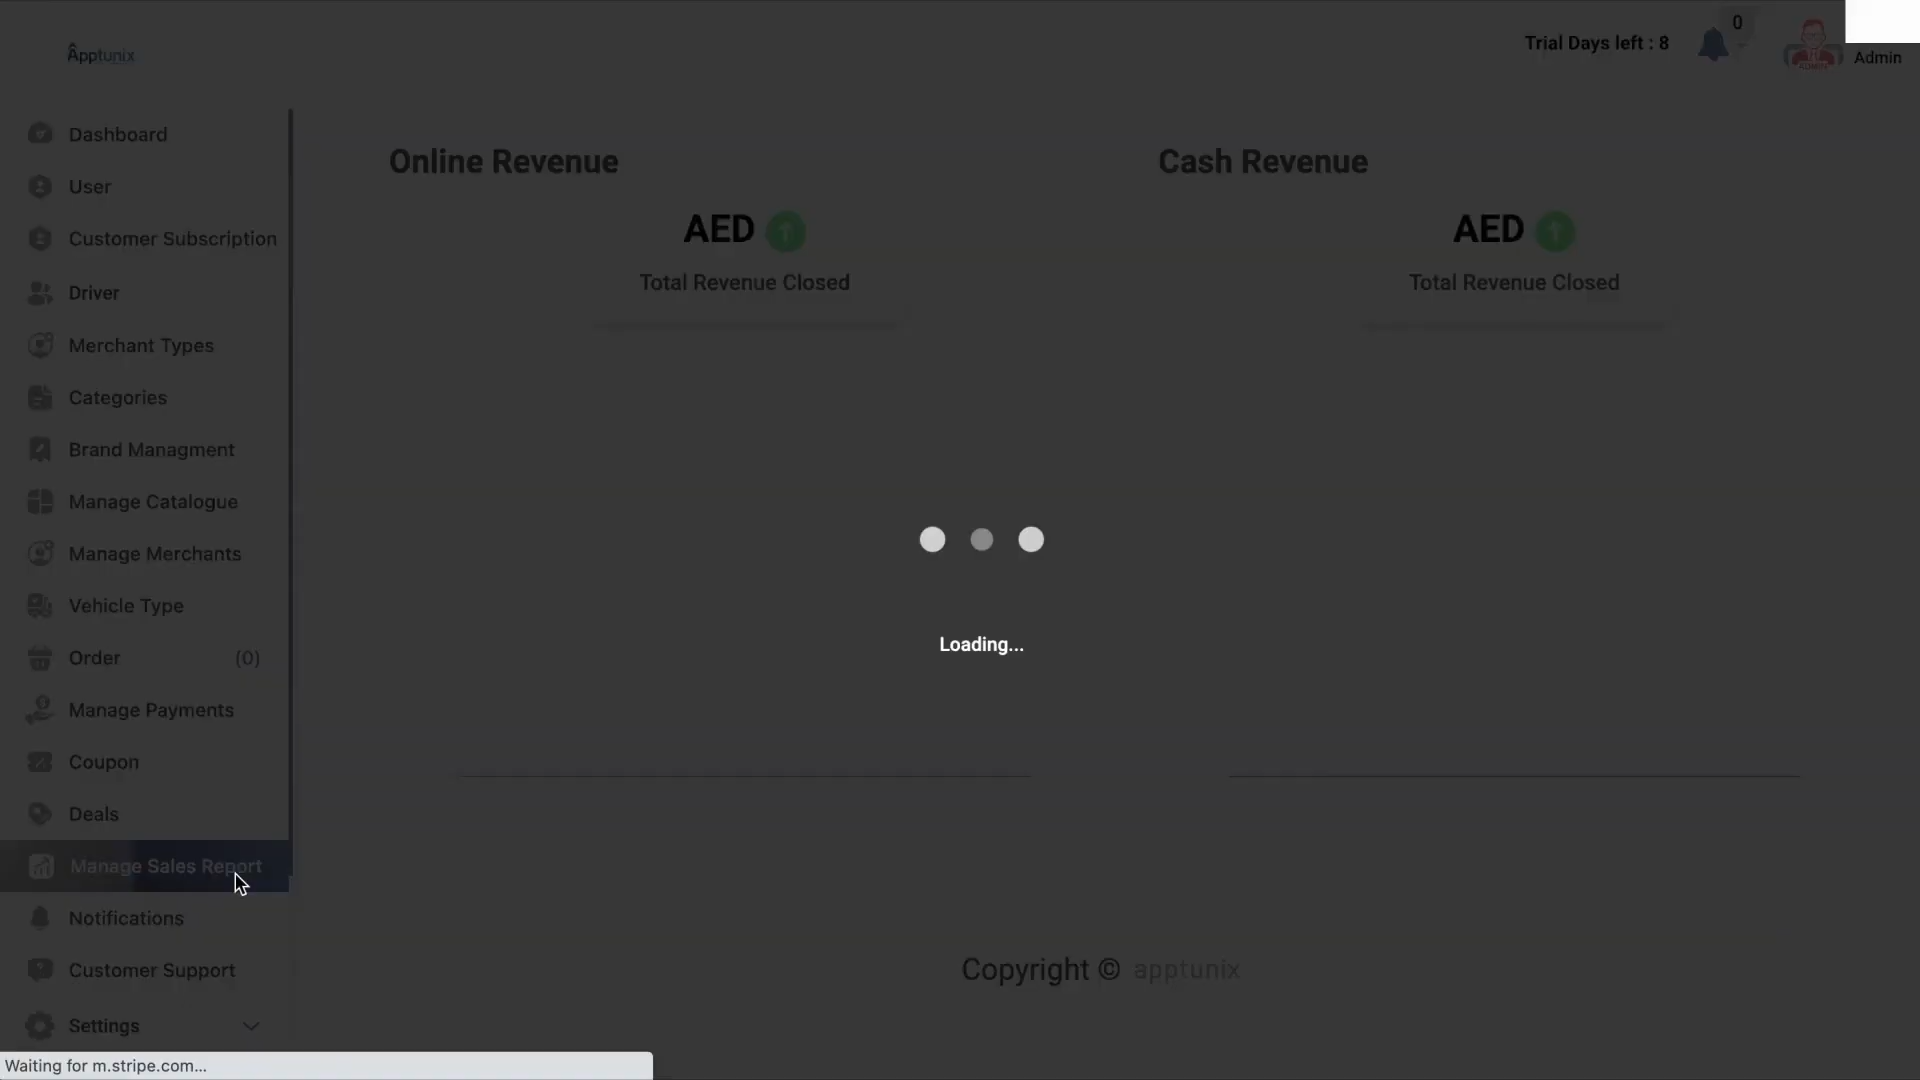 Apptunix
Trial Days left : 8
0
Admin
ADMIN
Dashboard
User
Customer Subscription
Driver
Merchant Types
Categories
Brand Managment
Manage Catalogue
Manage Merchants
Vehicle Type
Order (0)
Manage Payments
Coupon
Deals
Manage Sales Report
Notifications
Customer Support
Settings
Online Revenue
AED
Total Revenue Closed
Cash Revenue
AED
Total Revenue Closed
Loading...
Copyright © apptunix
Waiting for m.stripe.com...